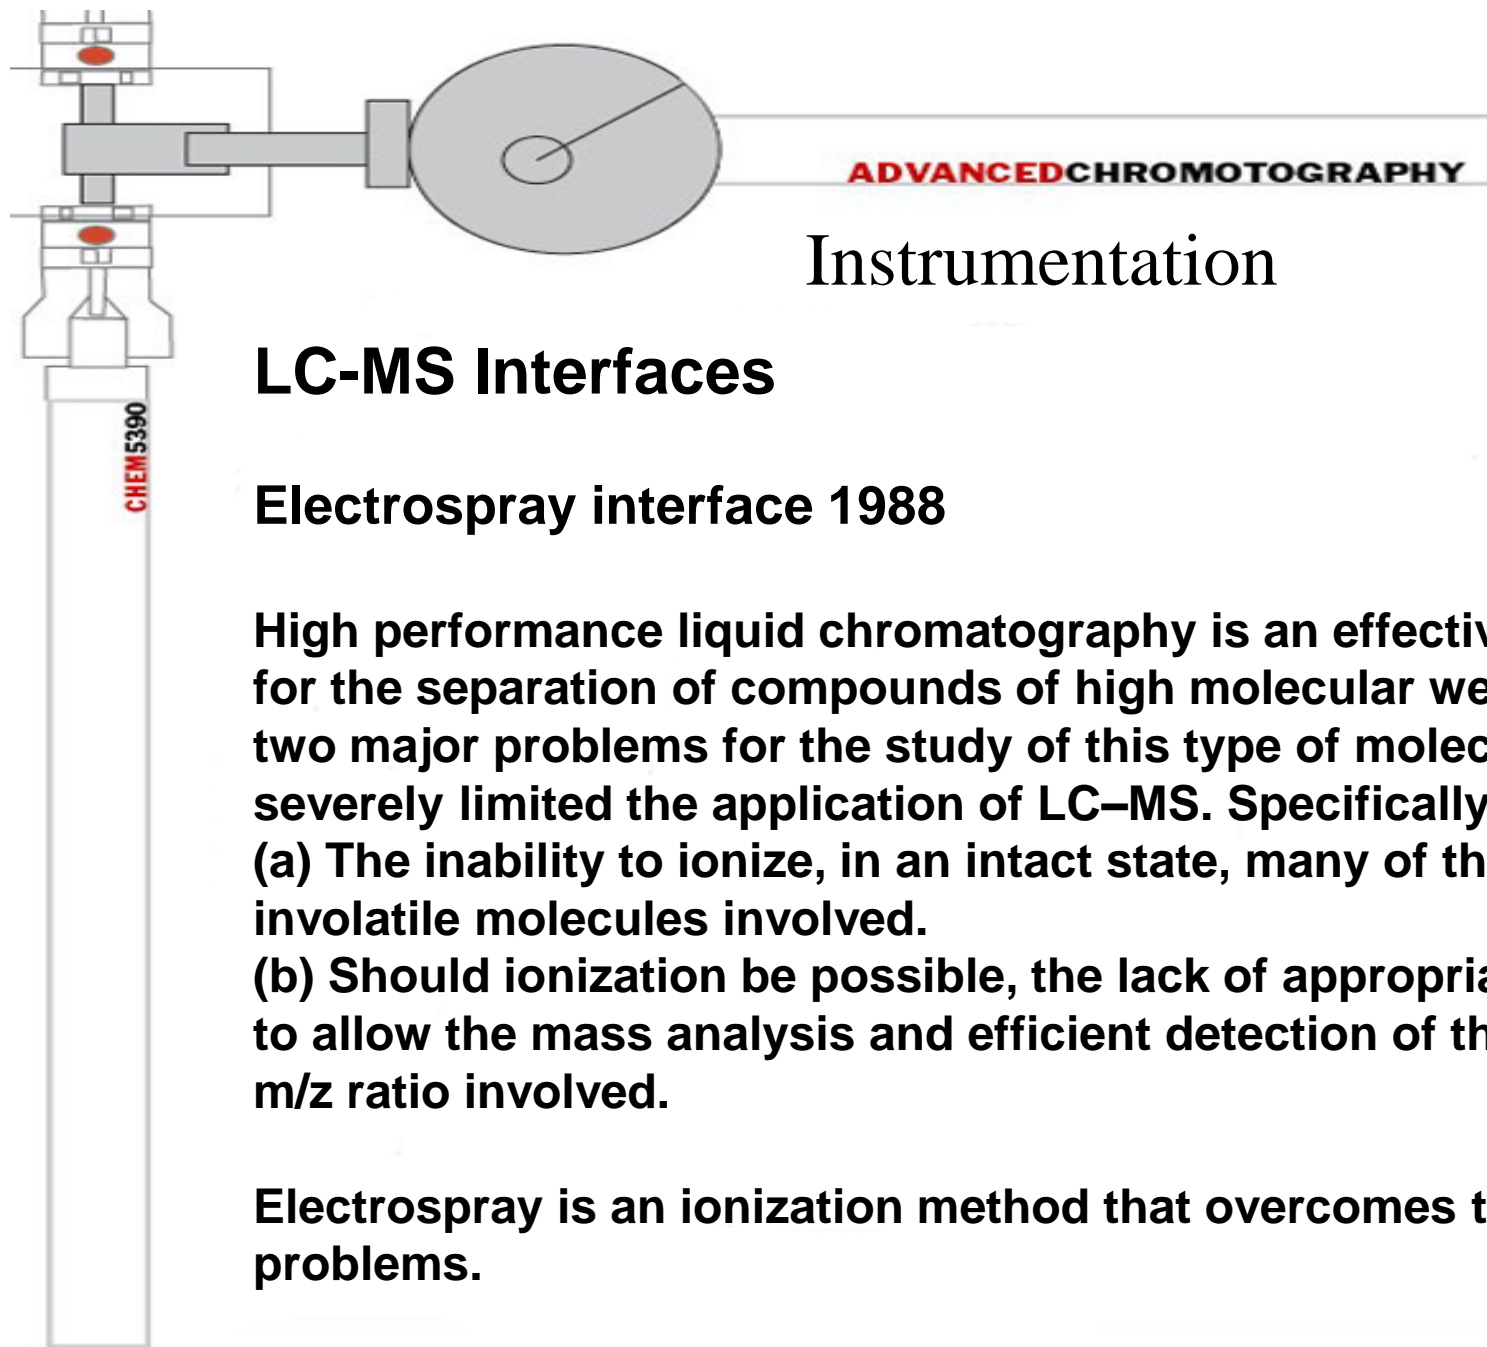 ADVANCEDCHROMOTOGRAPHY
Instrumentation
LC-MS Interfaces
CHEM5390
Electrospray interface 1988
High performance liquid chromatography is an effectiv
for the separation of compounds of high molecular we
two major problems for the study of this type of molec
severely limited the application of LC–MS. Specifically
(a) The inability to ionize, in an intact state, many of th
involatile molecules involved.
(b) Should ionization be possible, the lack of appropria
to allow the mass analysis and efficient detection of th
m/z ratio involved.
Electrospray is an ionization method that overcomes t
problems.